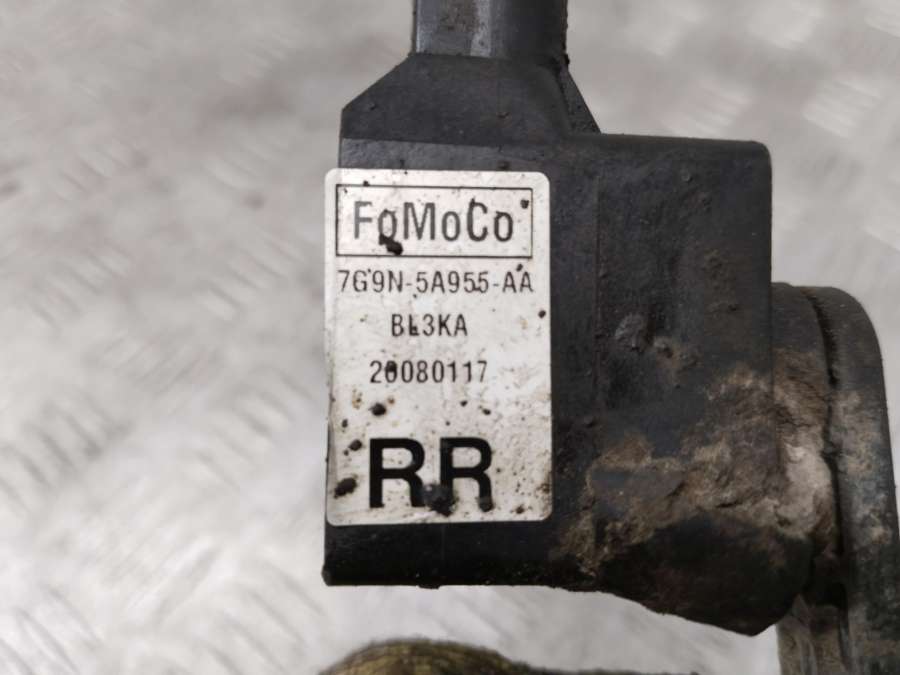 FoMoCo
7G9N-5A955-AA
BL3KA
20080117
RR